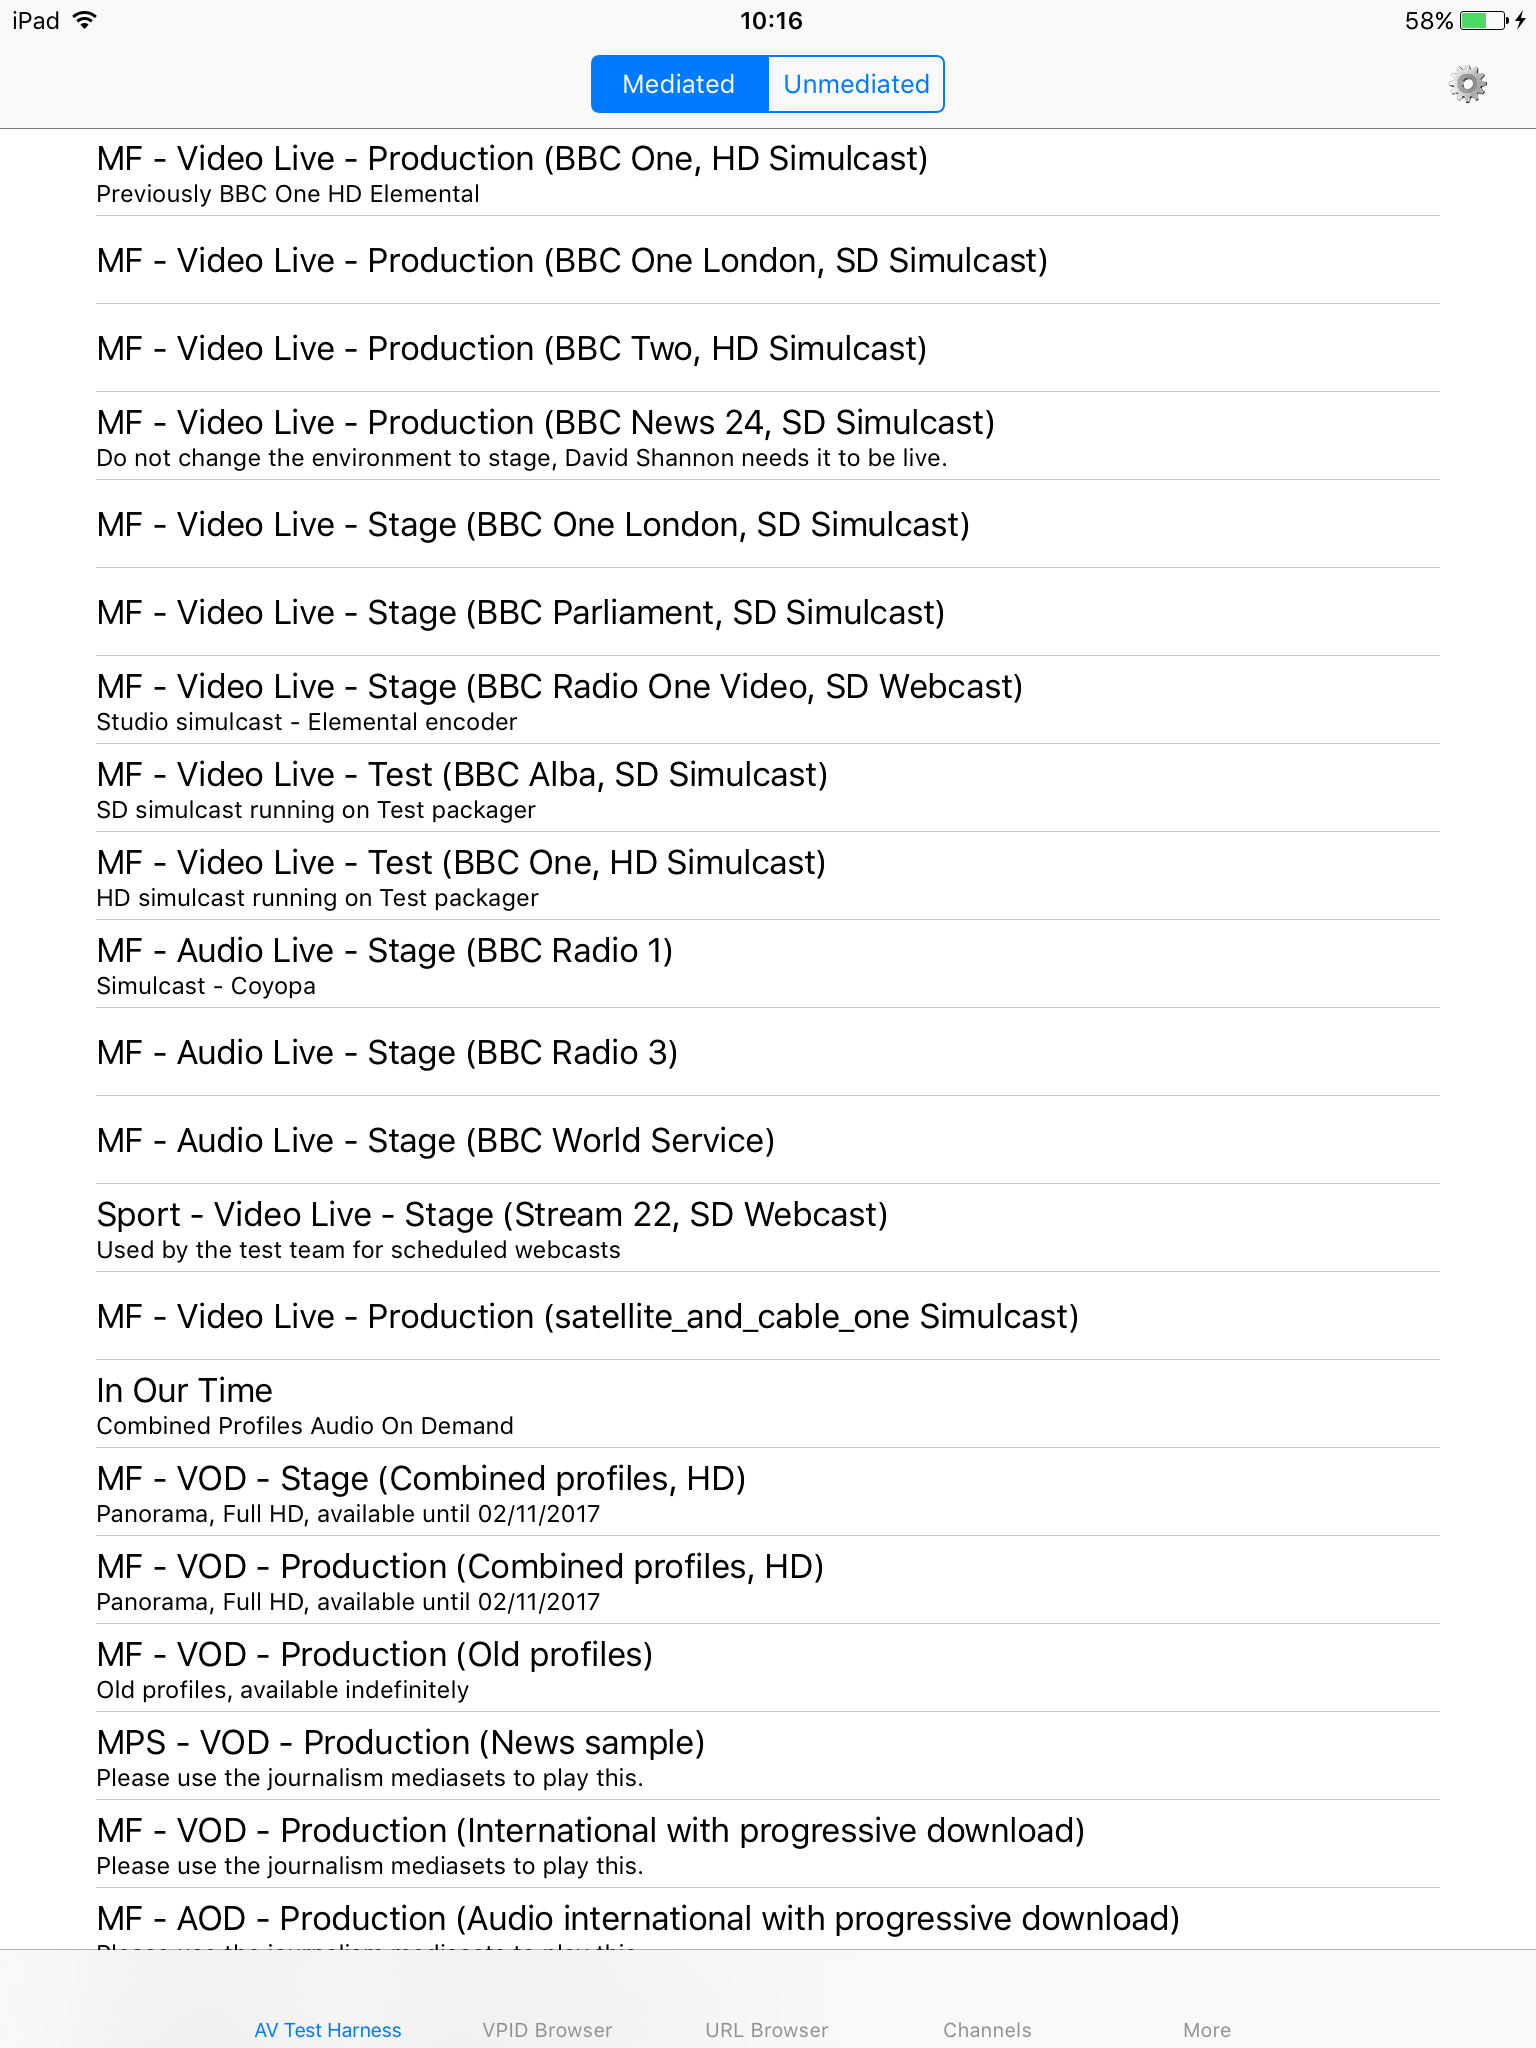 iPad 10:16 58%
Mediated Unmediated
MF - Video Live - Production (BBC One, HD Simulcast)
Previously BBC One HD Elemental
MF - Video Live - Production (BBC One London, SD Simulcast)
MF - Video Live - Production (BBC Two, HD Simulcast)
MF - Video Live - Production (BBC News 24, SD Simulcast)
Do not change the environment to stage, David Shannon needs it to be live.
MF - Video Live - Stage (BBC One London, SD Simulcast)
MF - Video Live - Stage (BBC Parliament, SD Simulcast)
MF - Video Live - Stage (BBC Radio One Video, SD Webcast)
Studio simulcast - Elemental encoder
MF - Video Live - Test (BBC Alba, SD Simulcast)
SD simulcast running on Test packager
MF - Video Live - Test (BBC One, HD Simulcast)
HD simulcast running on Test packager
MF - Audio Live - Stage (BBC Radio 1)
Simulcast - Coyopa
MF - Audio Live - Stage (BBC Radio 3)
MF - Audio Live - Stage (BBC World Service)
Sport - Video Live - Stage (Stream 22, SD Webcast)
Used by the test team for scheduled webcasts
MF - Video Live - Production (satellite_and_cable_one Simulcast)
In Our Time
Combined Profiles Audio On Demand
MF - VOD - Stage (Combined profiles, HD)
Panorama, Full HD, available until 02/11/2017
MF - VOD - Production (Combined profiles, HD)
Panorama, Full HD, available until 02/11/2017
MF - VOD - Production (Old profiles)
Old profiles, available indefinitely
MPS - VOD - Production (News sample)
Please use the journalism mediasets to play this.
MF - VOD - Production (International with progressive download)
Please use the journalism mediasets to play this.
MF - AOD - Production (Audio international with progressive download)
Please use the journalism mediasets to play this.
AV Test Harness VPID Browser URL Browser Channels More